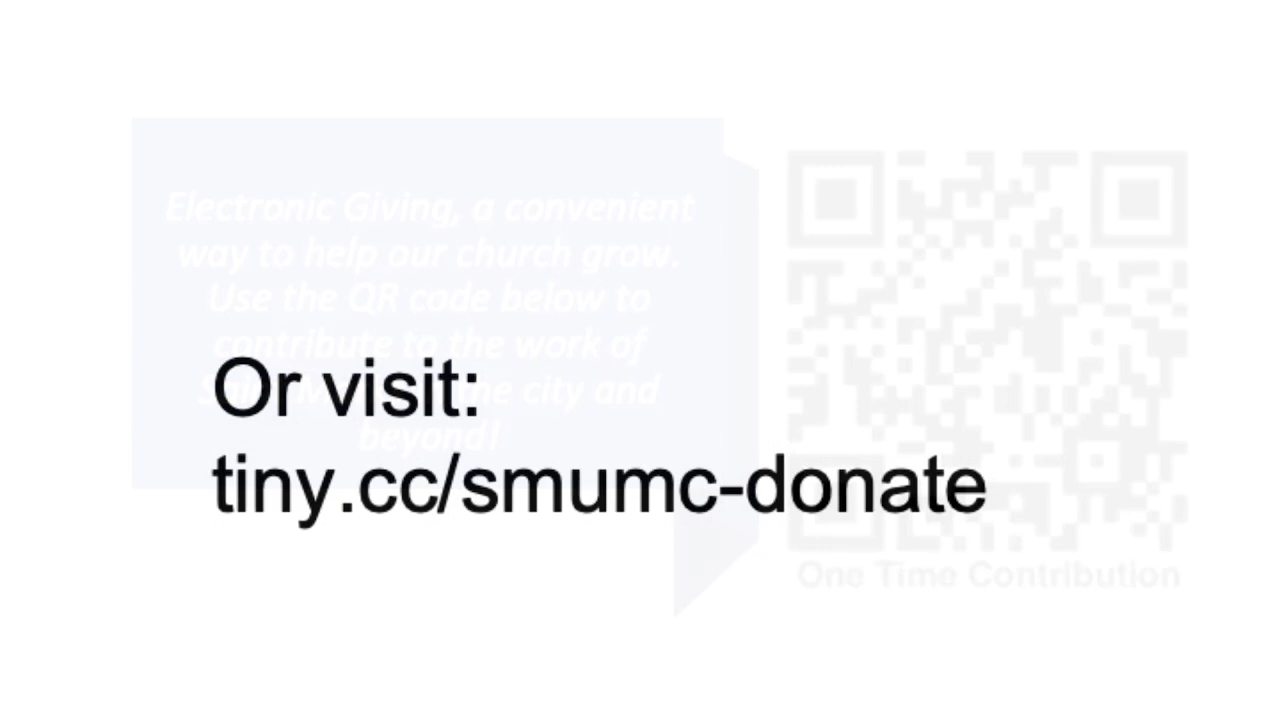 Electronic Giving, a convenient
way to help our church grow.
Use the QR code below to
contribute to the work of
the city and
beyond!
Or visit:
tiny.cc/smumc-donate
One Time Contribution